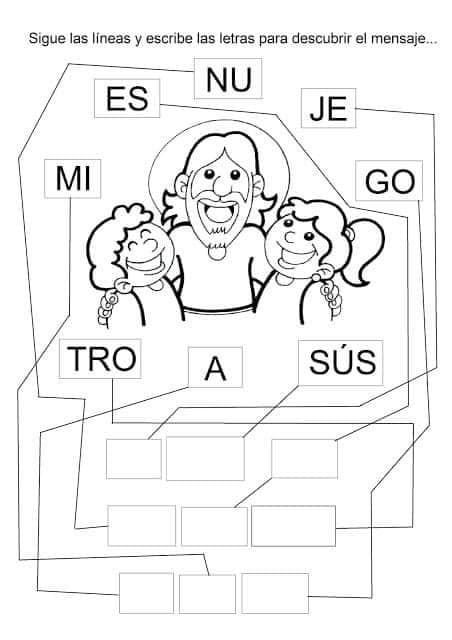 Sigue las líneas y escribe las letras para descubrir el mensaje...
NU
ES
JE
MI
GO
TRO
A
SÚS